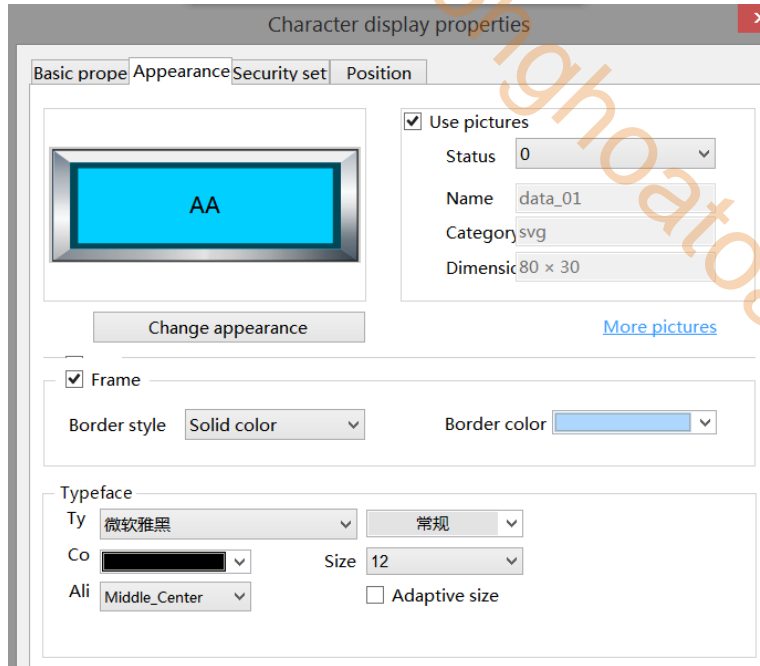 Character display properties
Basic prope Appearance Security set Position
Use pictures
Status 0
AA
Name data_01
Category svg
Dimensic 80 × 30
Change appearance
More pictures
Frame
Border style Solid color
Border color
Typeface
Ty 微软雅黑 常规
Co
Size 12
Ali Middle_Center
Adaptive size